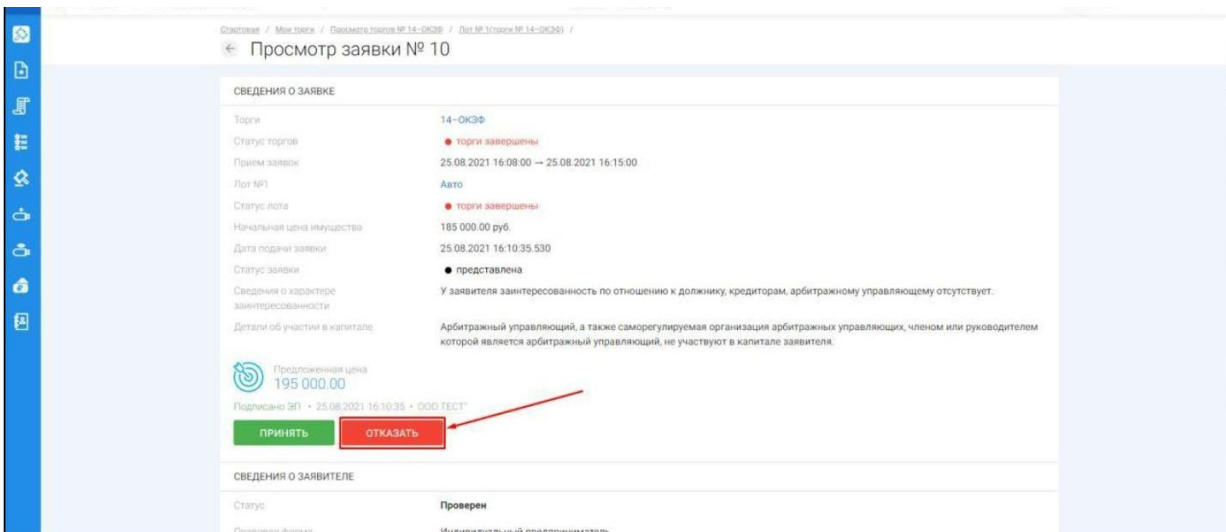 Стартовая / Мои торги / Просмотр торгов № 14-ОКЗФ / Лот № 1(торги № 14-ОКЗФ) /
← Просмотр заявки № 10
СВЕДЕНИЯ О ЗАЯВКЕ
Торги 14-ОКЗФ
Статус торгов ● торги завершены
Прием заявок 25.08.2021 16:08:00 → 25.08.2021 16:15:00
Лот №1 Авто
Статус лота ● торги завершены
Начальная цена имущества 185 000.00 руб.
Дата подачи заявки 25.08.2021 16:10:35.530
Статус заявки ● представлена
Сведения о характере У заявителя заинтересованность по отношению к должнику, кредиторам, арбитражному управляющему отсутствует.
заинтересованности
Детали об участии в капитале Арбитражный управляющий, а также саморегулируемая организация арбитражных управляющих, членом или руководителем
которой является арбитражный управляющий, не участвуют в капитале заявителя.
Предложенная цена
195 000.00
Подписано ЭП • 25.08.2021 16:10:35 • ООО ТЕСТ"
ПРИНЯТЬ ОТКАЗАТЬ
СВЕДЕНИЯ О ЗАЯВИТЕЛЕ
Статус Проверен
Правовая форма Индивидуальный предприниматель